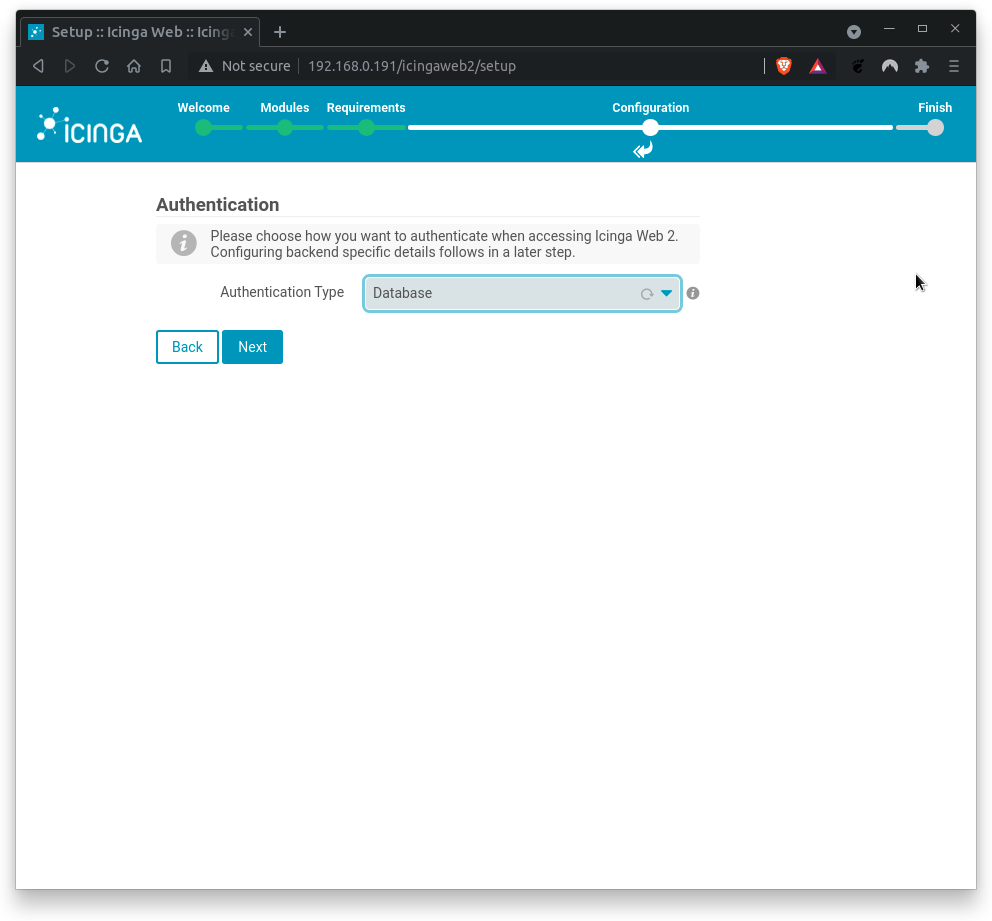 Setup :: Icinga Web :: Icing
Not secure
192.168.0.191/icingaweb2/setup
ICINGA
Welcome
Modules
Requirements
Configuration
Finish
Authentication
Please choose how you want to authenticate when accessing Icinga Web 2.
Configuring backend specific details follows in a later step.
Authentication Type
Database
Back
Next